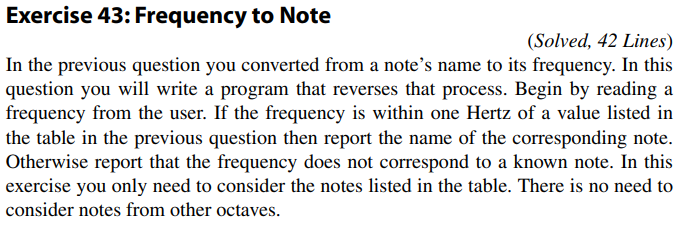 Exercise 43: Frequency to Note
(Solved, 42 Lines)
In the previous question you converted from a note's name to its frequency. In this
question you will write a program that reverses that process. Begin by reading a
frequency from the user. If the frequency is within one Hertz of a value listed in
the table in the previous question then report the name of the corresponding note.
Otherwise report that the frequency does not correspond to a known note. In this
exercise you only need to consider the notes listed in the table. There is no need to
consider notes from other octaves.